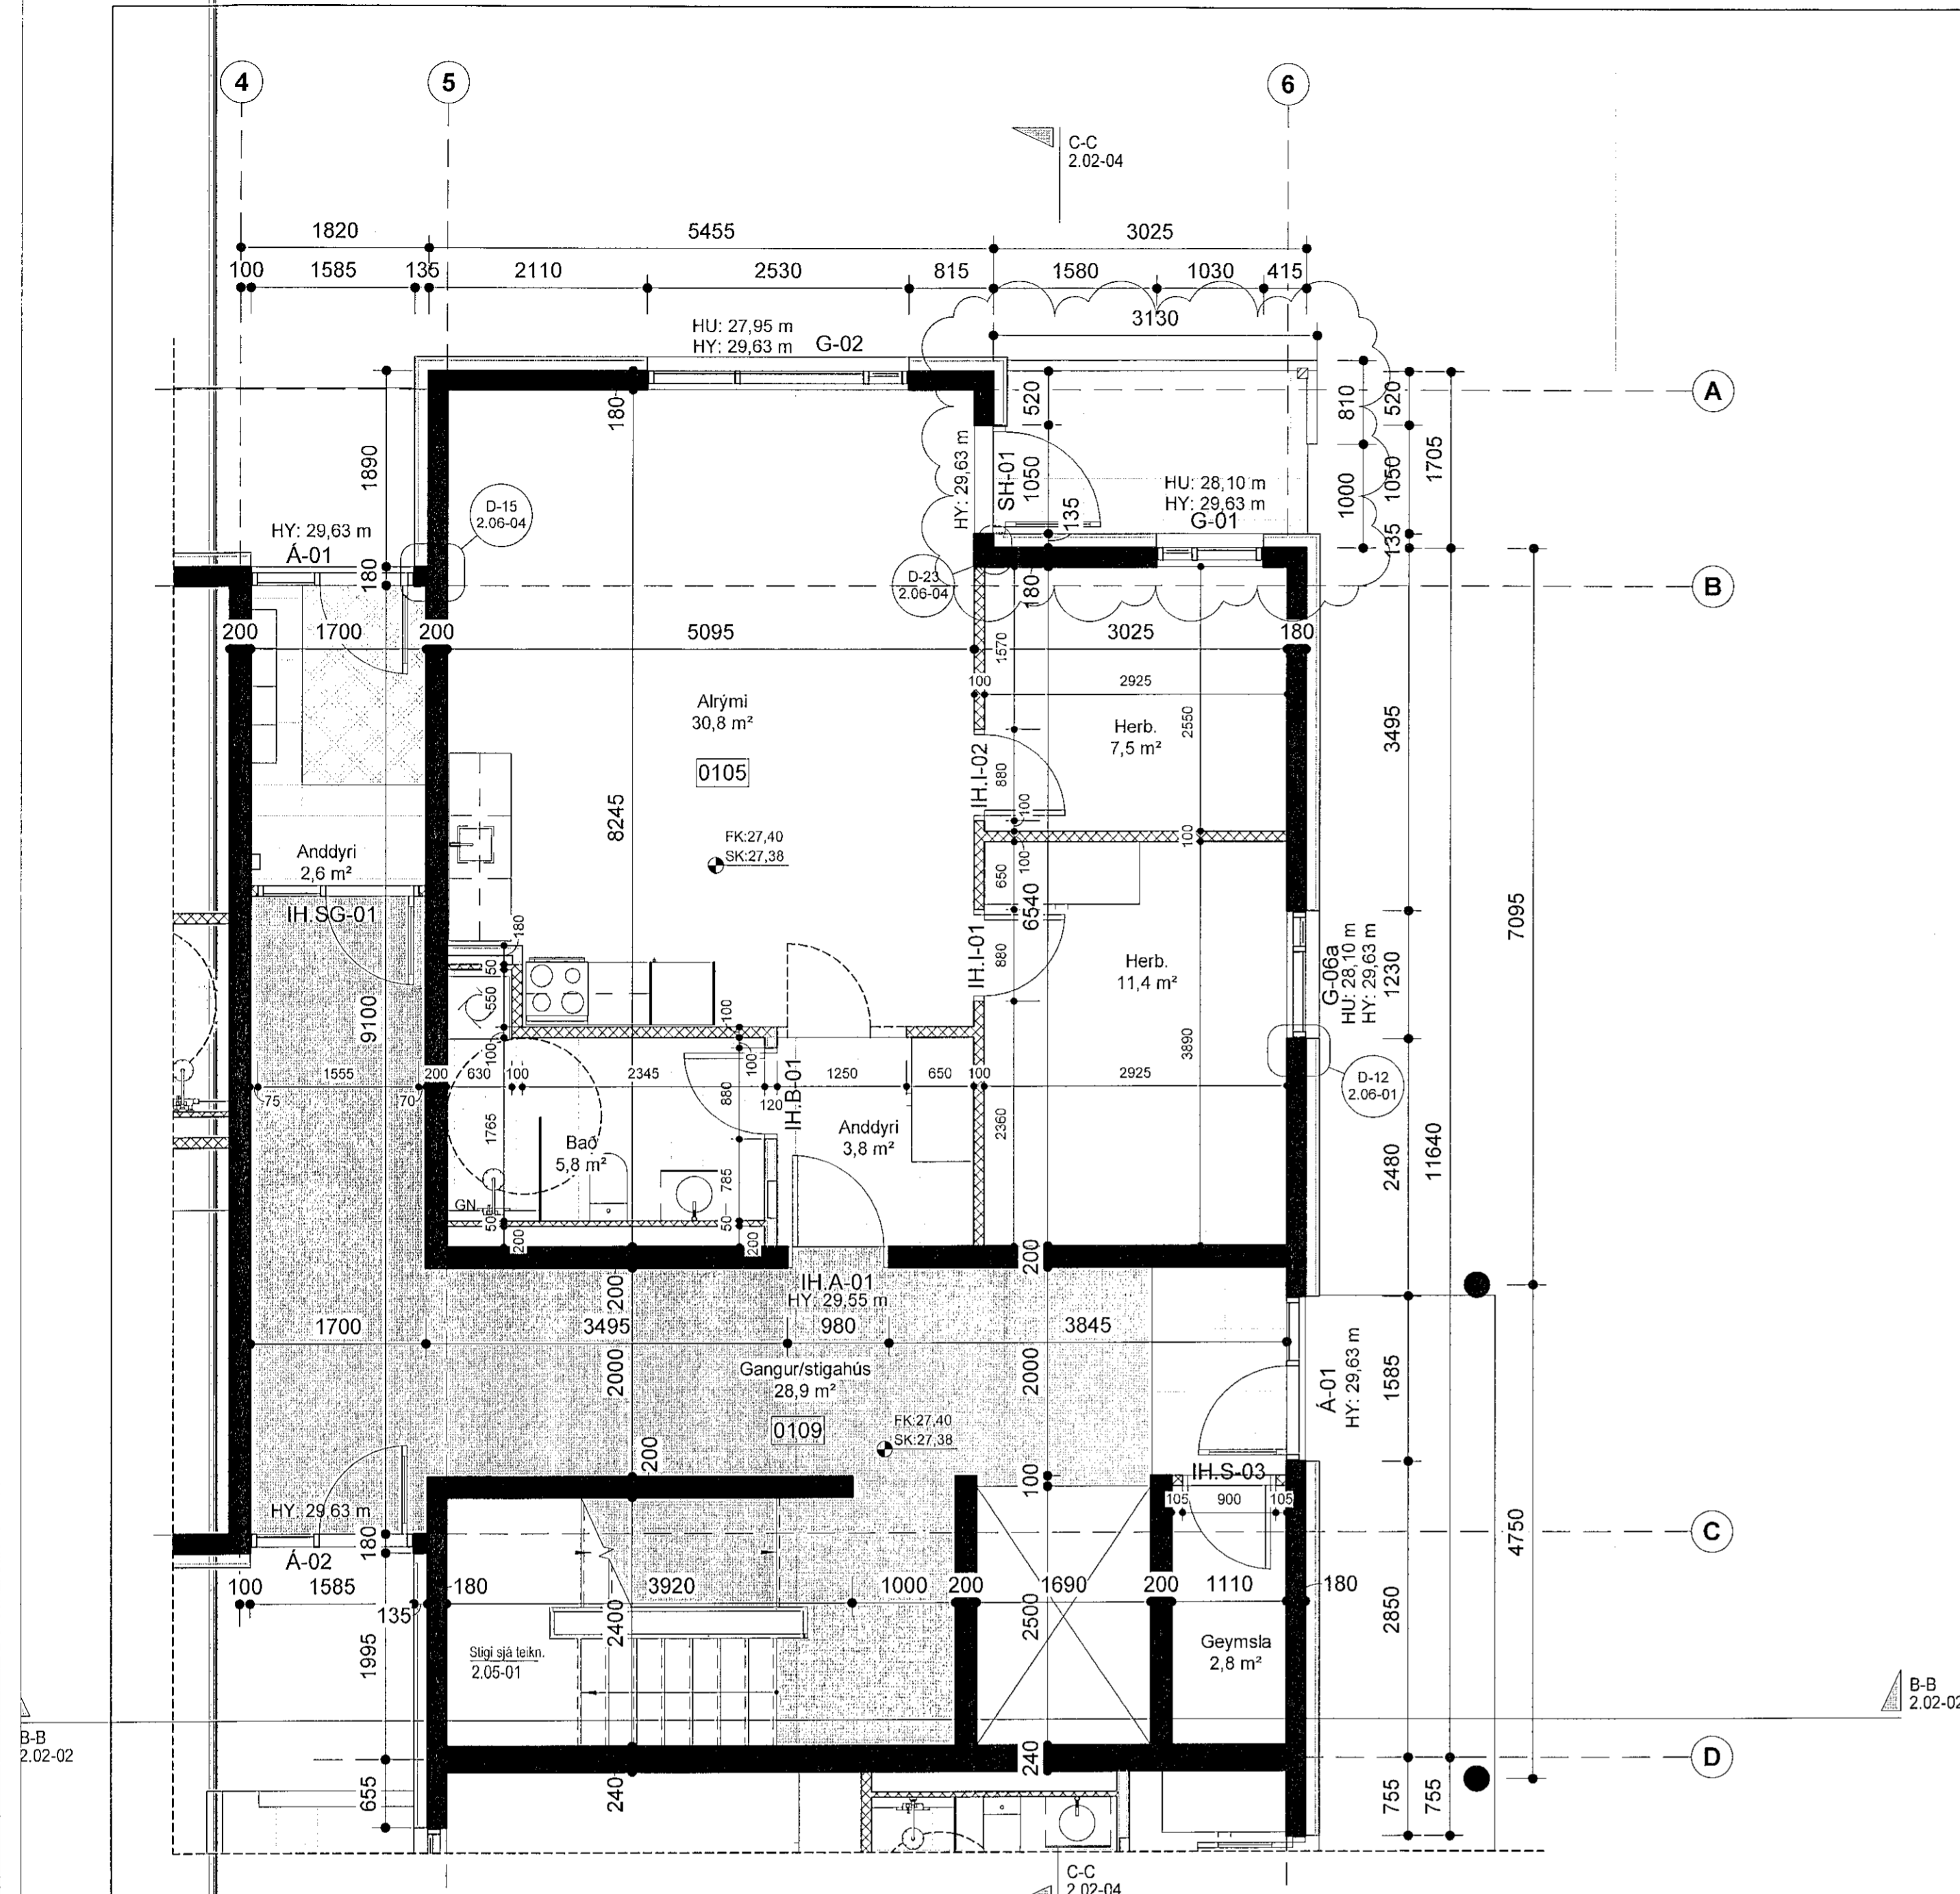 4
5
6
C-C
2.02-04
1820
5455
3025
100
1585
135
2110
2530
815
1580
1030
415
3130
HU: 27,95 m
HY: 29,63 m
G-02
A
180
520
810
520
1890
HY: 29,63 m
SH-01
1050
135
HU: 28,10 m
HY: 29,63 m
G-01
1000
1050
135
1705
D-15
2.06-04
HY: 29,63 m
Á-01
180
D-23
2.06-04
180
B
200
1700
200
5095
3025
180
1570
100
2925
Alrými
30,8 m²
0105
Herb.
7,5 m²
2550
3495
IH.I-02
880
100
8245
FK:27,40
SK:27,38
100
100
650
6540
Anddyri
2,6 m²
IH.SG-01
7095
180
50
550
100
9100
IH.I-01
880
Herb.
11,4 m²
G-06a
HU: 28,10 m
HY: 29,63 m
1230
100
100
3890
1555
200
630
100
2345
880
1250
650
100
2925
75
70
120
IH.B-01
D-12
2.06-01
1765
Bað
5,8 m²
Anddyri
3,8 m²
2360
2480
11640
785
GN
50
200
50
200
200
200
IH.A-01
HY: 29,55 m
1700
3495
980
3845
Gangur/stigahús
28,9 m²
0109
2000
2000
FK:27,40
SK:27,38
Á-01
HY: 29,63 m
1585
200
100
IH.S-03
105
900
105
HY: 29,63 m
Á-02
180
C
4750
100
1585
135
180
3920
1000
200
1690
200
1110
180
2400
2500
2850
1995
Stigi sjá teikn.
2.05-01
Geymsla
2,8 m²
B-B
2.02-02
B-B
2.02-02
240
240
D
655
755
755
C-C
2.02-04